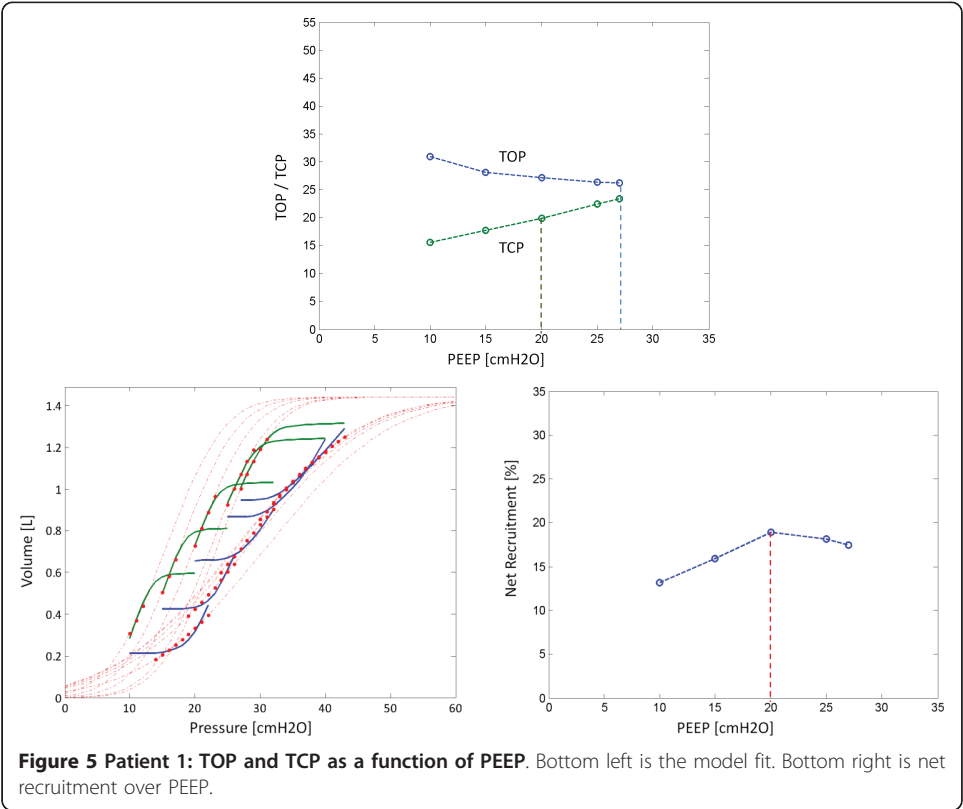 55
50
45
40
35
30
25
20
15
10
5
0
TOP / TCP
TOP
TCP
0 5 10 15 20 25 30 35
PEEP [cmH2O]
1.4
1.2
1
0.8
0.6
0.4
0.2
0
Volume [L]
0 10 20 30 40 50 60
Pressure [cmH2O]
35
30
25
20
15
10
5
0
Net Recruitment [%]
0 5 10 15 20 25 30 35
PEEP [cmH2O]
Figure 5 Patient 1: TOP and TCP as a function of PEEP. Bottom left is the model fit. Bottom right is net
recruitment over PEEP.